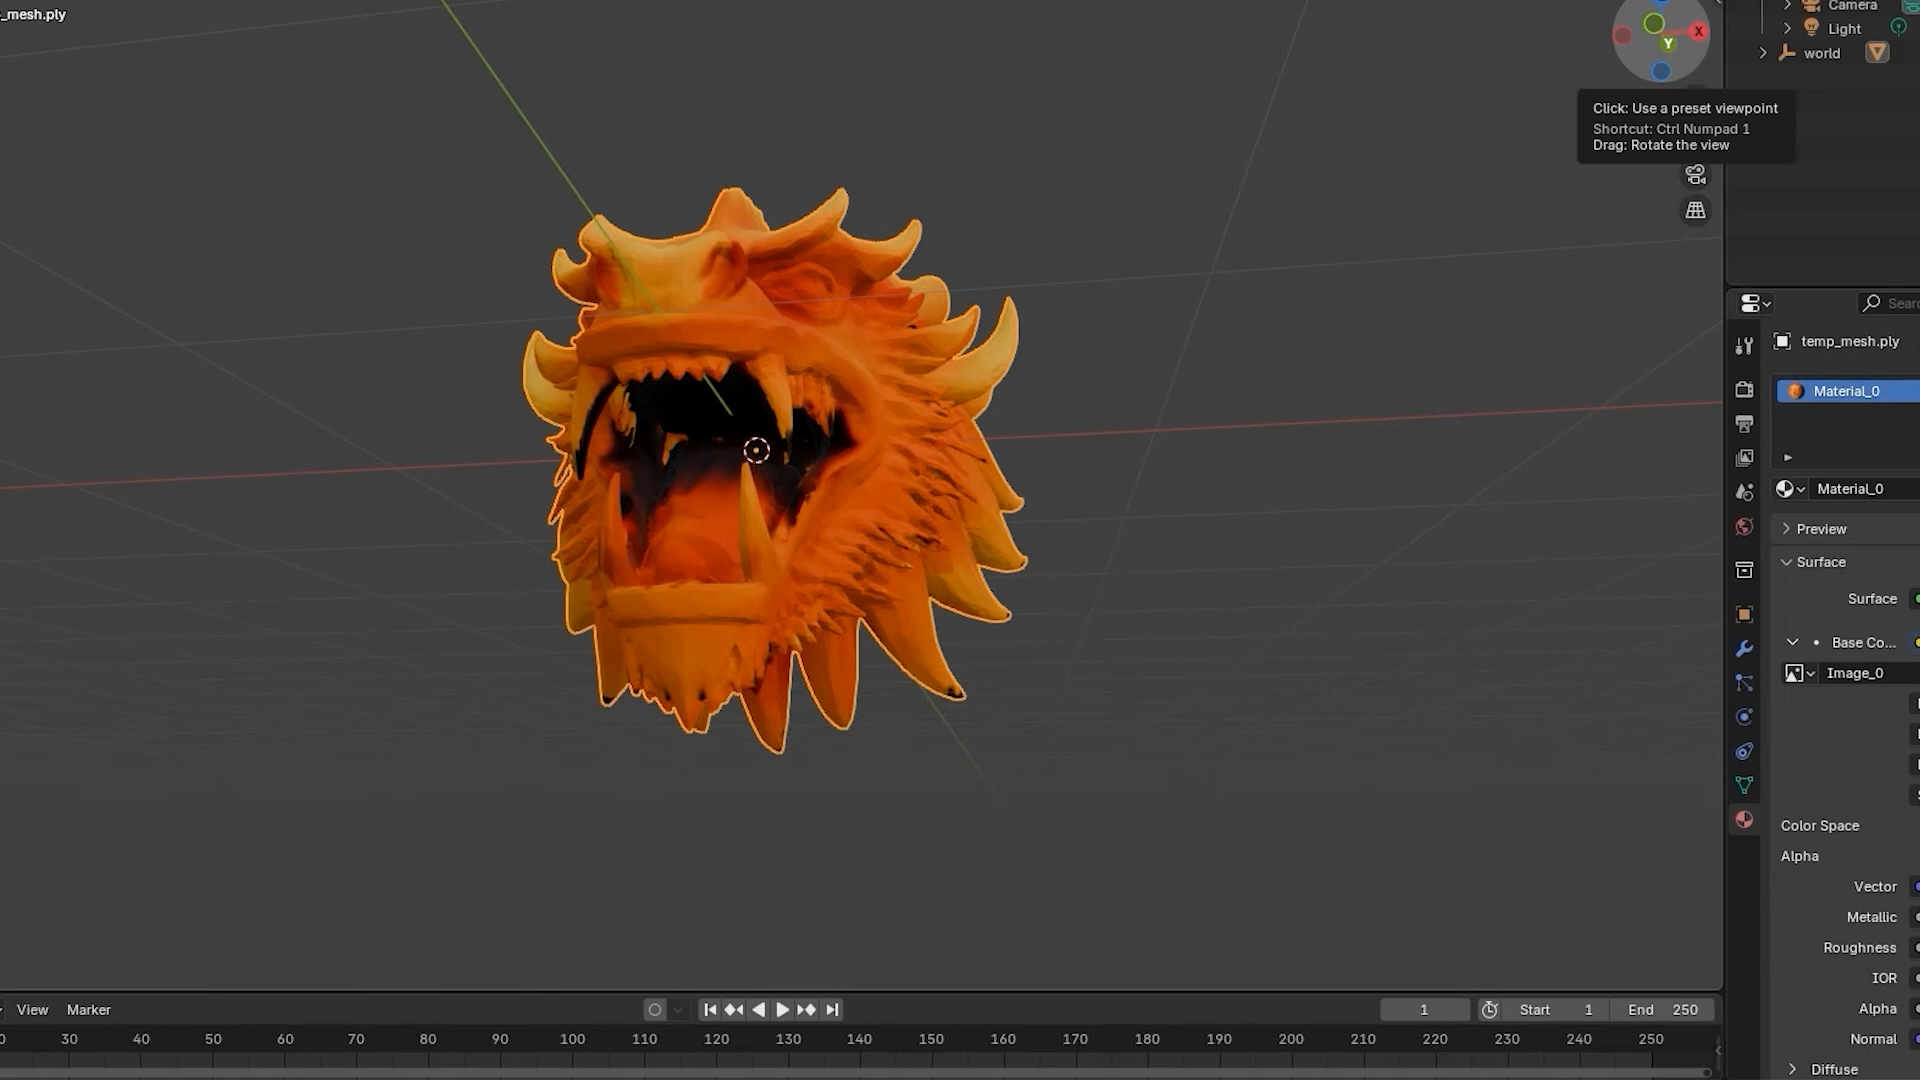 _mesh.ply
Camera
Light
world
X
Y
Click: Use a preset viewpoint
Shortcut: Ctrl Numpad 1
Drag: Rotate the view
Sear
temp_mesh.ply
Material_0
Material_0
Preview
Surface
Surface
Base Co...
Image_0
Color Space
Alpha
Vector
Metallic
Roughness
IOR
Alpha
Normal
Diffuse
View Marker
1 Start 1 End 250
0 30 40 50 60 70 80 90 100 110 120 130 140 150 160 170 180 190 200 210 220 230 240 250